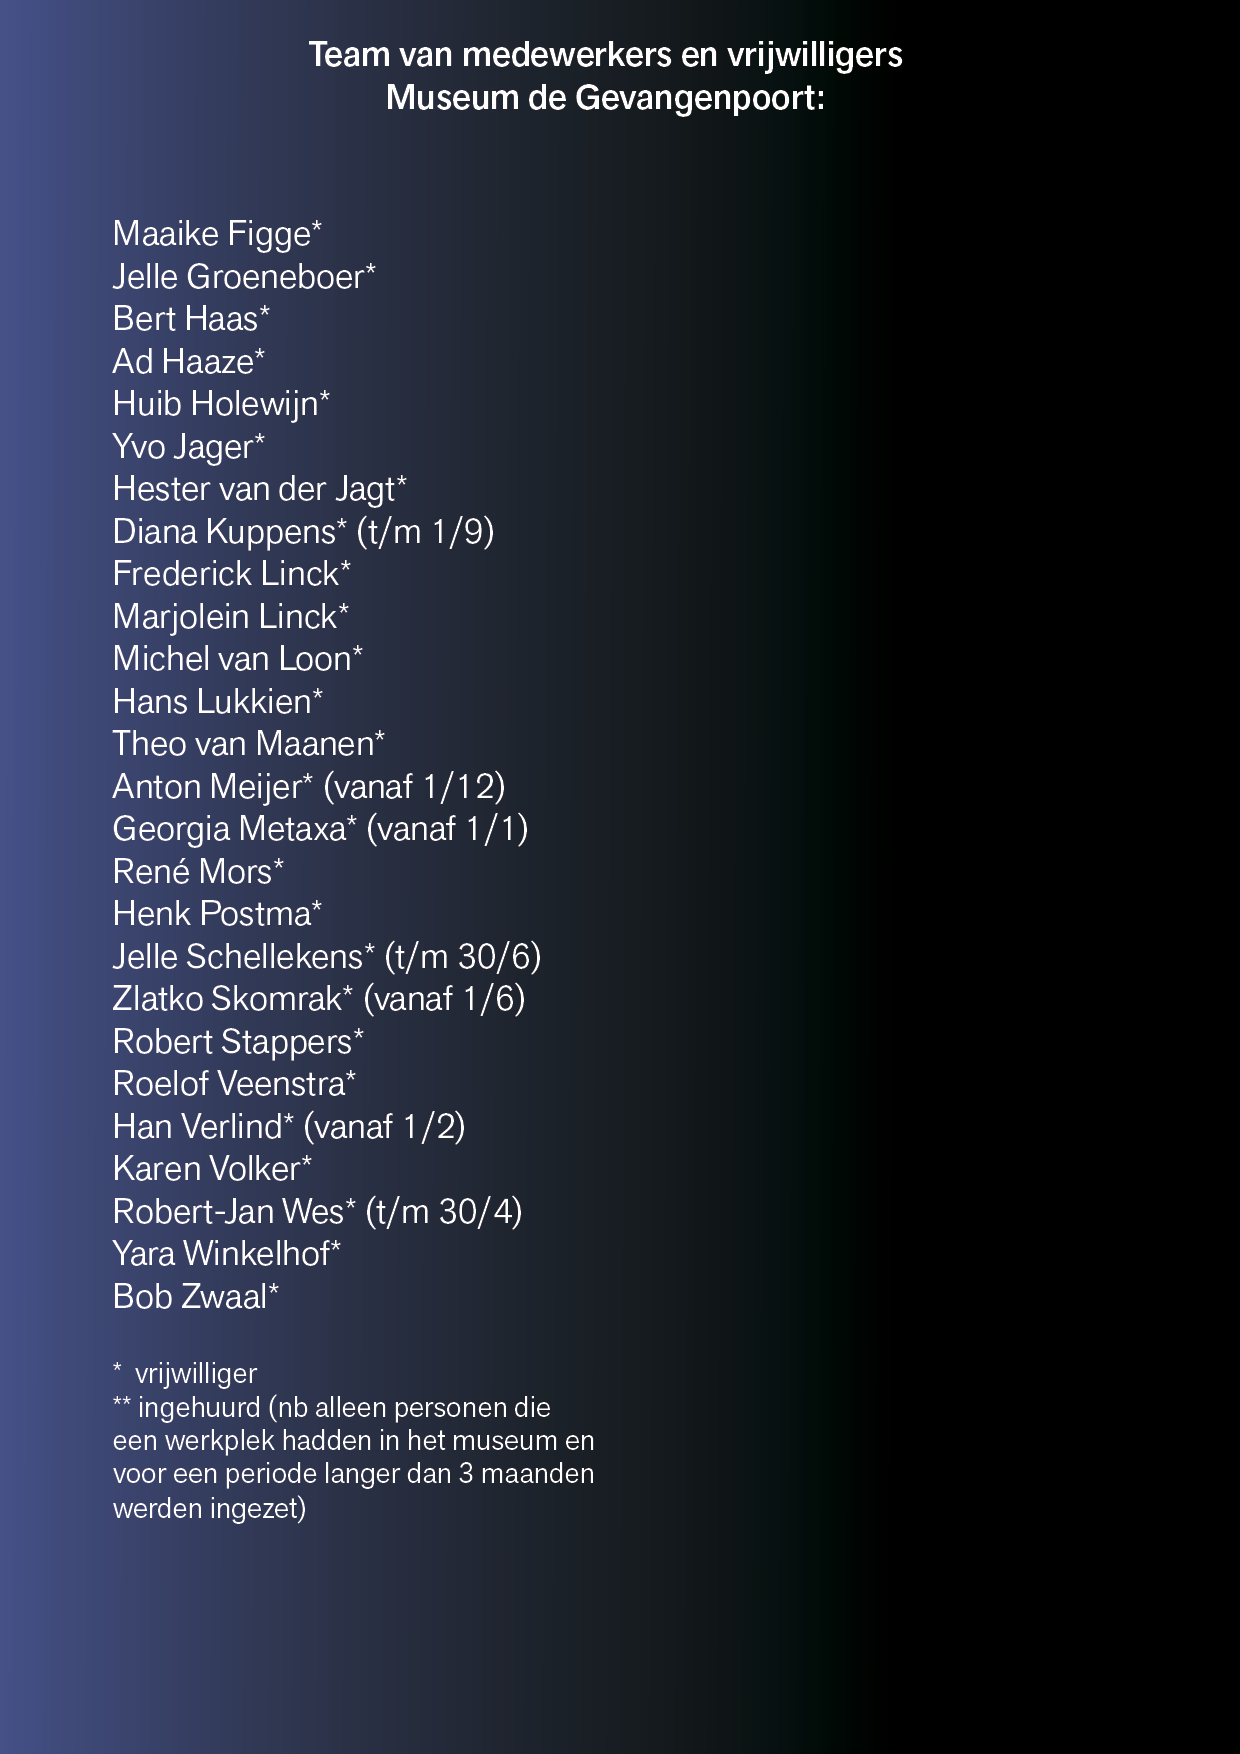 Team van medewerkers en vrijwilligers
Museum de Gevangenpoort:
Maaike Figge*
Jelle Groeneboer*
Bert Haas*
Ad Haaze*
Huib Holewijn*
Yvo Jager*
Hester van der Jagt*
Diana Kuppens* (t/m 1/9)
Frederick Linck*
Marjolein Linck*
Michel van Loon*
Hans Lukkien*
Theo van Maanen*
Anton Meijer* (vanaf 1/12)
Georgia Metaxa* (vanaf 1/1)
René Mors*
Henk Postma*
Jelle Schellekens* (t/m 30/6)
Zlatko Skomrak* (vanaf 1/6)
Robert Stappers*
Roelof Veenstra*
Han Verlind* (vanaf 1/2)
Karen Volker*
Robert-Jan Wes* (t/m 30/4)
Yara Winkelhof*
Bob Zwaal*
* vrijwilliger
** ingehuurd (nb alleen personen die
een werkplek hadden in het museum en
voor een periode langer dan 3 maanden
werden ingezet)